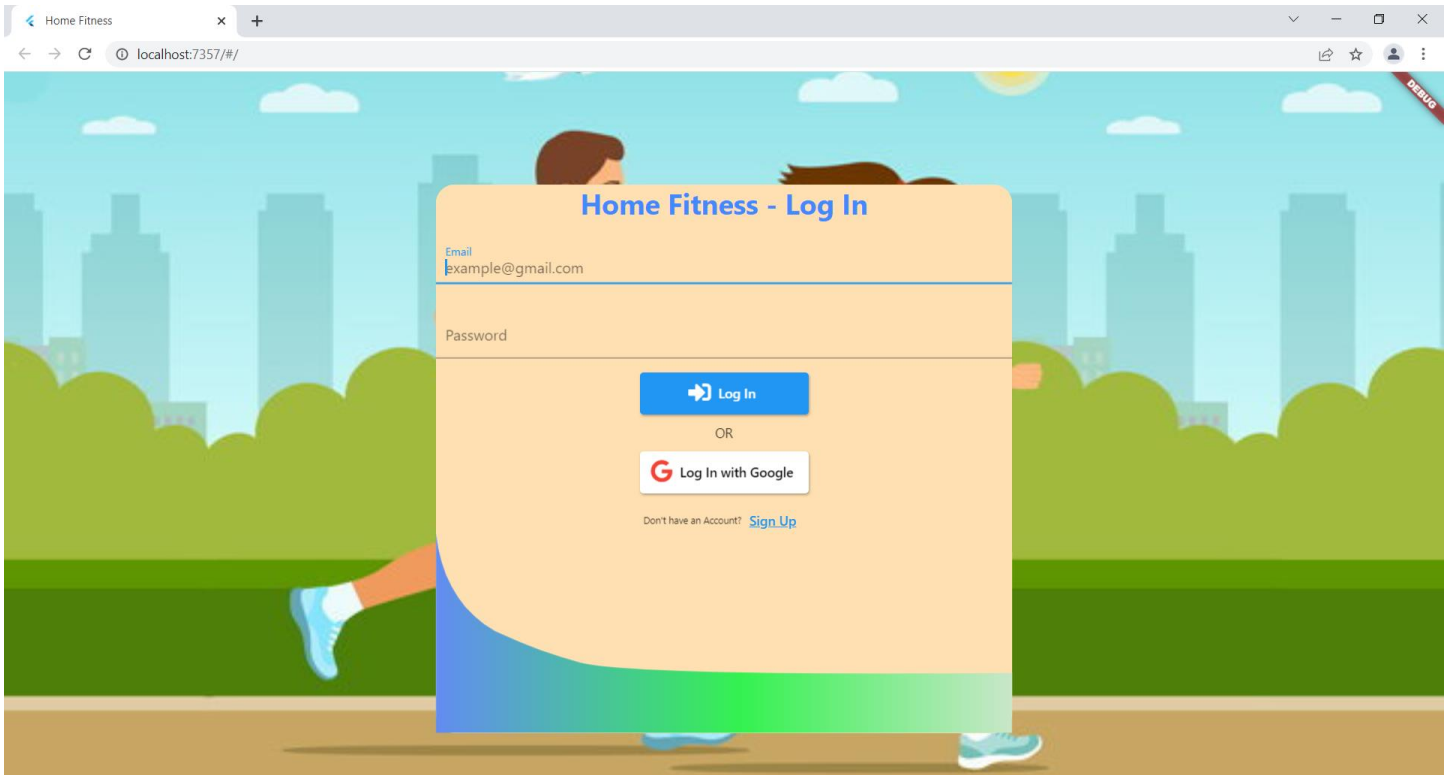 Home Fitness
localhost:7357/#/
DEBUG
Home Fitness - Log In
Email
example@gmail.com
Password
Log In
OR
G Log In with Google
Don't have an Account? Sign Up